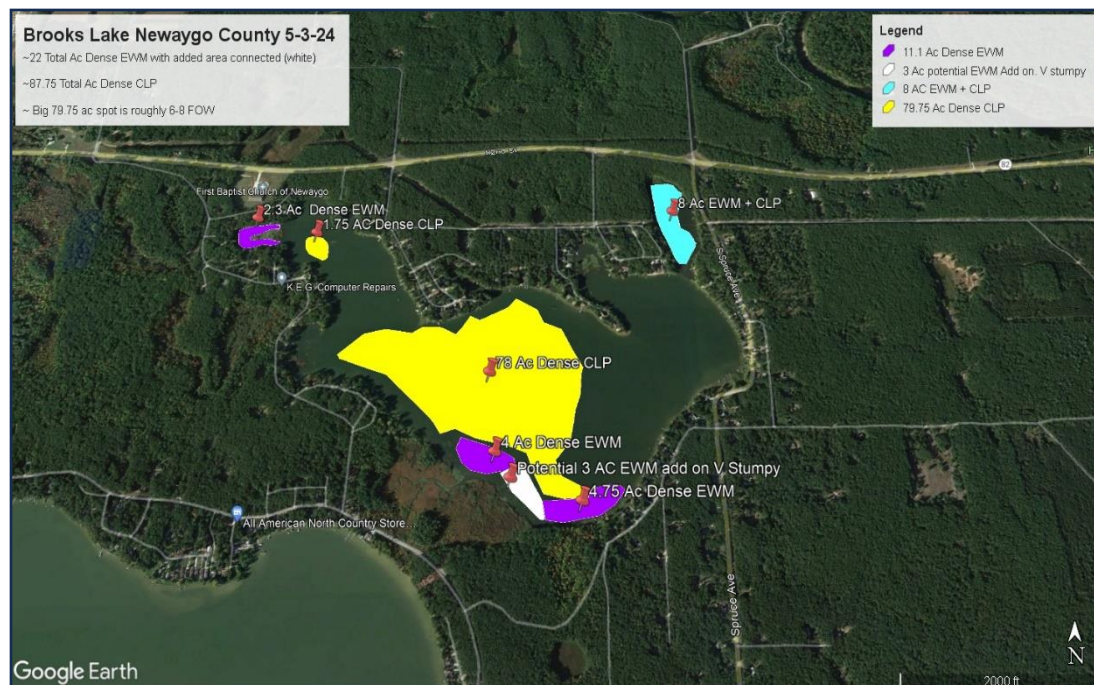 Brooks Lake Newaygo County 5-3-24
~22 Total Ac Dense EWM with added area connected (white)
~87.75 Total Ac Dense CLP
~ Big 79.75 ac spot is roughly 6-8 FOW
Legend
11.1 Ac Dense EWM
3 Ac potential EWM Add on. V stumpy
8 AC EWM + CLP
79.75 Ac Dense CLP
82
First Baptist Church of Newaygo
2.3 Ac Dense EWM
8 Ac EWM + CLP
1.75 AC Dense CLP
S Spruce Ave
K.E.G. Computer Repairs
78 Ac Dense CLP
4 Ac Dense EWM
Potential 3 AC EWM add on V Stumpy
4.75 Ac Dense EWM
All American North Country Store...
Spruce Ave
N
Google Earth
2000 ft